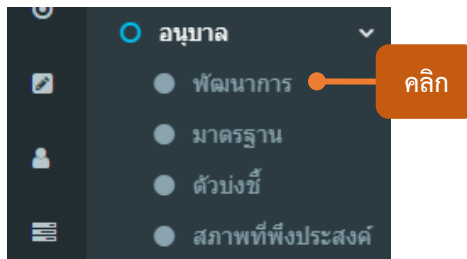 อนุบาล
พัฒนาการ
คลิก
มาตรฐาน
ตัวบ่งชี้
สภาพที่พึงประสงค์